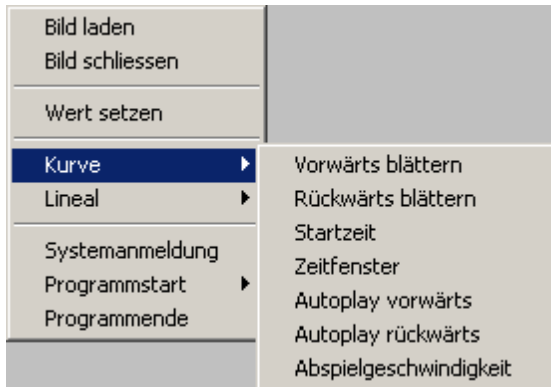 Bild laden
Bild schliessen
Wert setzen
Kurve
Lineal
Systemanmeldung
Programmstart
Programmende
Vorwärts blättern
Rückwärts blättern
Startzeit
Zeitfenster
Autoplay vorwärts
Autoplay rückwärts
Abspielgeschwindigkeit